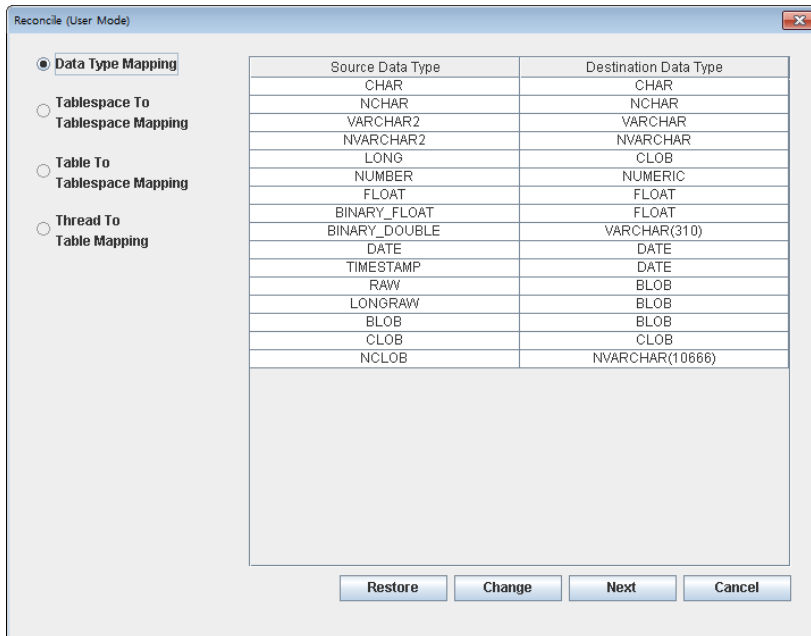 Reconcile (User Mode)
Data Type Mapping
Tablespace To
Tablespace Mapping
Table To
Tablespace Mapping
Thread To
Table Mapping
Source Data Type Destination Data Type
CHAR CHAR
NCHAR NCHAR
VARCHAR2 VARCHAR
NVARCHAR2 NVARCHAR
LONG CLOB
NUMBER NUMERIC
FLOAT FLOAT
BINARY_FLOAT FLOAT
BINARY_DOUBLE VARCHAR(310)
DATE DATE
TIMESTAMP DATE
RAW BLOB
LONGRAW BLOB
BLOB BLOB
CLOB CLOB
NCLOB NVARCHAR(10666)
Restore Change Next Cancel